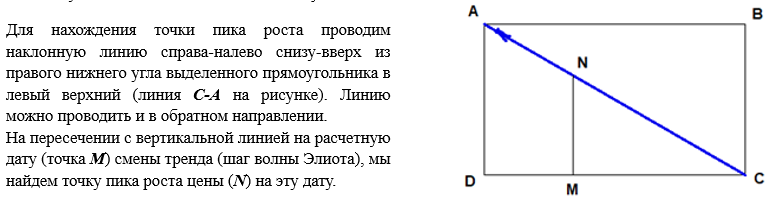 Для нахождения точки пика роста проводим
наклонную линию справа-налево снизу-вверх из
правого нижнего угла выделенного прямоугольника в
левый верхний (линия С-А на рисунке). Линию
можно проводить и в обратном направлении.
На пересечении с вертикальной линией на расчетную
дату (точка М) смены тренда (шаг волны Элиота), мы
найдем точку пика роста цены (N) на эту дату.
A
B
N
D
M
C